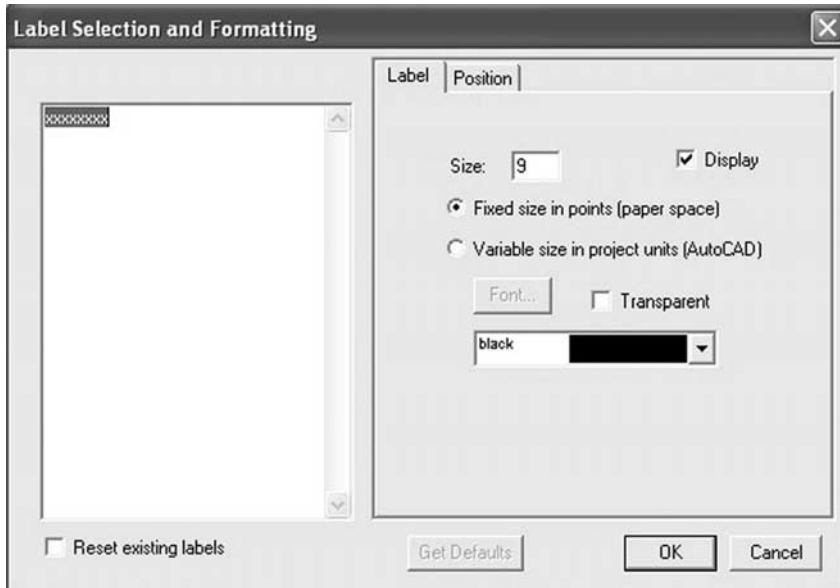 Label Selection and Formatting
xxxxxxxx
Label Position
Size: 9 Display
Fixed size in points (paper space)
Variable size in project units (AutoCAD)
Font... Transparent
black
Reset existing labels Get Defaults OK Cancel